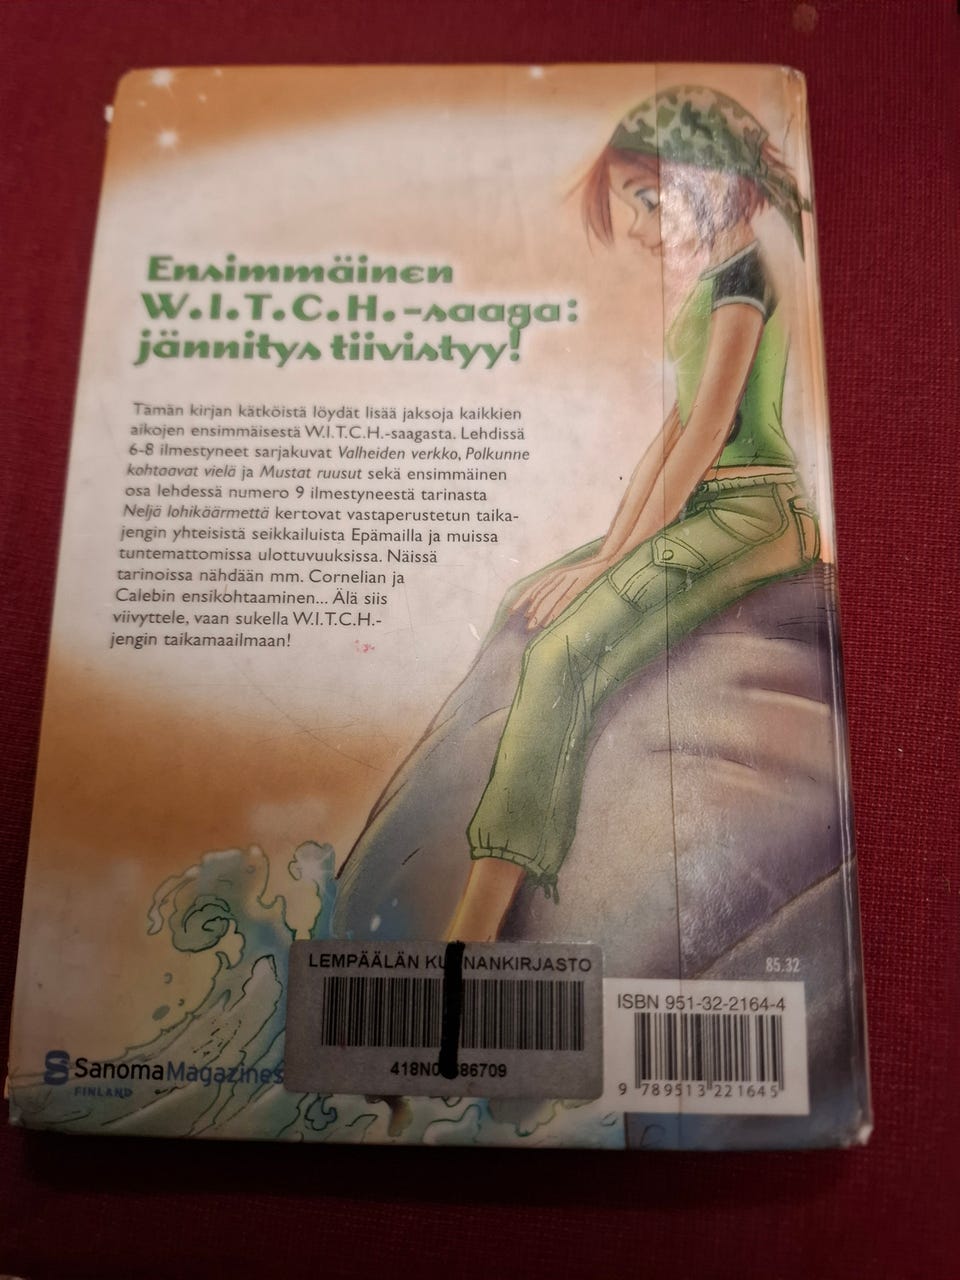 Ensimmäinen
W.I.T.C.H.-saaga:
jännitys tiivistyy!
Tämän kirjan kätköistä löydät lisää jaksoja kaikkien
aikojen ensimmäisestä W.I.T.C.H.-saagasta. Lehdissä
6-8 ilmestyneet sarjakuvat Valheiden verkko, Polkunne
kohtaavat vielä ja Mustat ruusut sekä ensimmäinen
osa lehdessä numero 9 ilmestyneestä tarinasta
Neljä lohikäärmettä kertovat vastaperustetun taika-
jengin yhteisistä seikkailuista Epämailla ja muissa
tuntemattomissa ulottuvuuksissa. Näissä
tarinoissa nähdään mm. Cornelian ja
Calebin ensikohtaaminen... Älä siis
viivyttele, vaan sukella W.I.T.C.H.-
jengin taikamaailmaan!
85.32
LEMPÄÄLÄN
ISBN 951-32-2164-4
SanomaMagazines
FINLAND
9 789513 221645